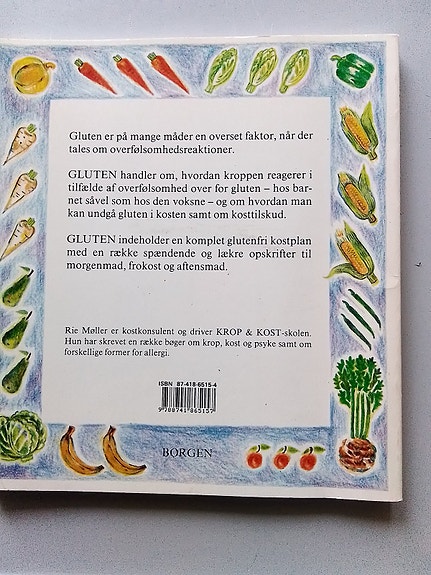 Gluten er på mange måder en overset faktor, når der
tales om overfølsomhedsreaktioner.
GLUTEN handler om, hvordan kroppen reagerer i
tilfælde af overfølsomhed over for gluten – hos bar-
net såvel som hos den voksne – og om hvordan man
kan undgå gluten i kosten samt om kosttilskud.
GLUTEN indeholder en komplet glutenfri kostplan
med en række spændende og lækre opskrifter til
morgenmad, frokost og aftensmad.
Rie Møller er kostkonsulent og driver KROP & KOST-skolen.
Hun har skrevet en række bøger om krop, kost og psyke samt om
forskellige former for allergi.
ISBN 87-418-6515-4
9788741865157
BORGEN